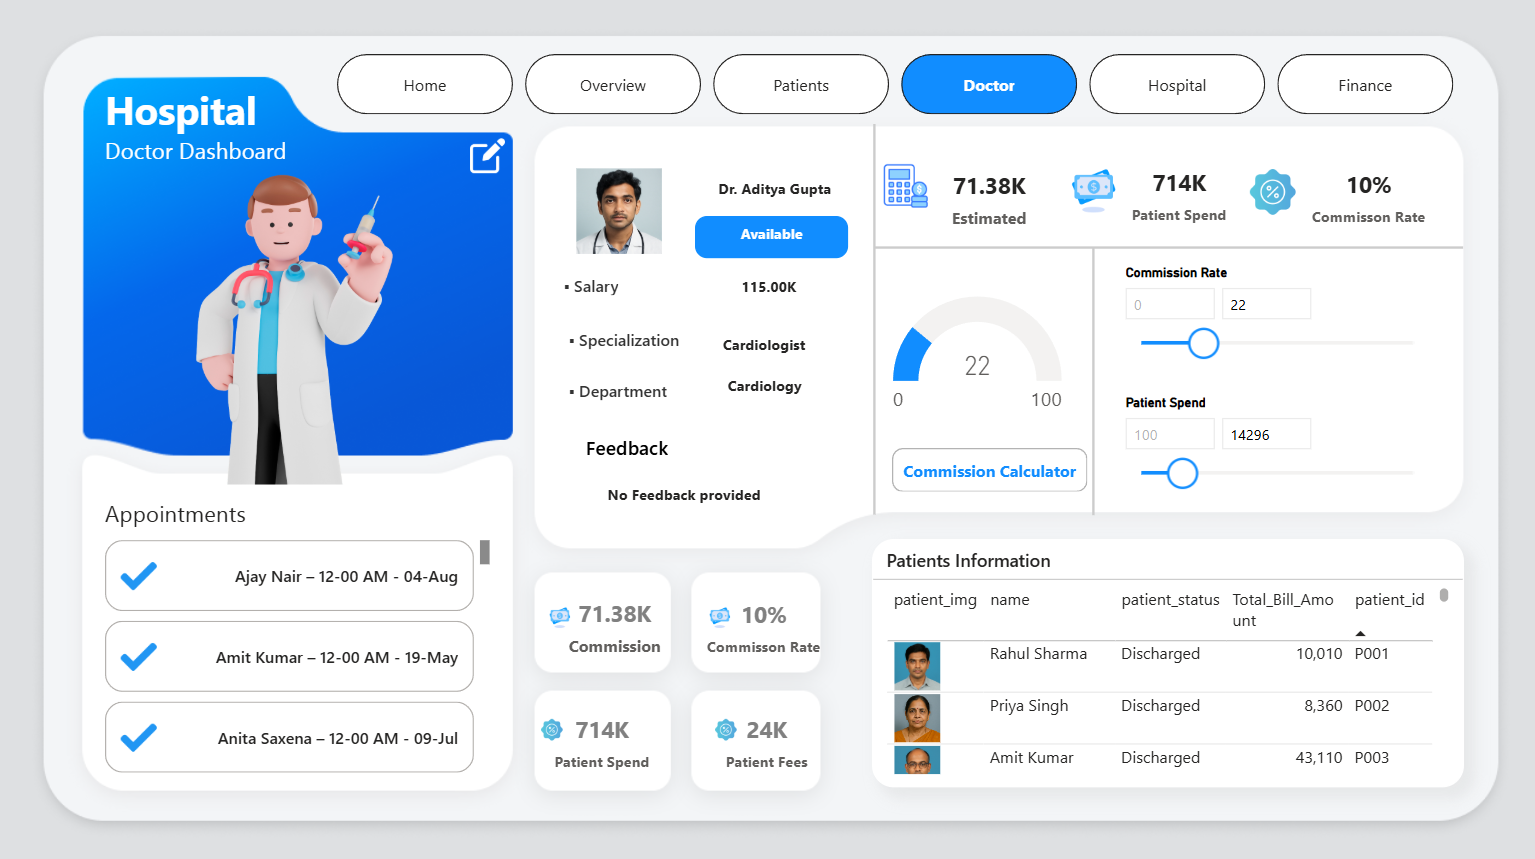 Home
Overview
Patients
Doctor
Hospital
Finance
Hospital
Doctor Dashboard
Appointments
Ajay Nair – 12-00 AM - 04-Aug
Amit Kumar – 12-00 AM - 19-May
Anita Saxena – 12-00 AM - 09-Jul
Dr. Aditya Gupta
Available
▪ Salary
115.00K
▪ Specialization
Cardiologist
▪ Department
Cardiology
Feedback
No Feedback provided
71.38K
Estimated
714K
Patient Spend
10%
Commisson Rate
22
0
100
Commission Calculator
Commission Rate
0
22
Patient Spend
100
14296
71.38K
Commission
10%
Commisson Rate
714K
Patient Spend
24K
Patient Fees
Patients Information
patient_img name patient_status Total_Bill_Amo patient_id
unt
Rahul Sharma Discharged 10,010 P001
Priya Singh Discharged 8,360 P002
Amit Kumar Discharged 43,110 P003